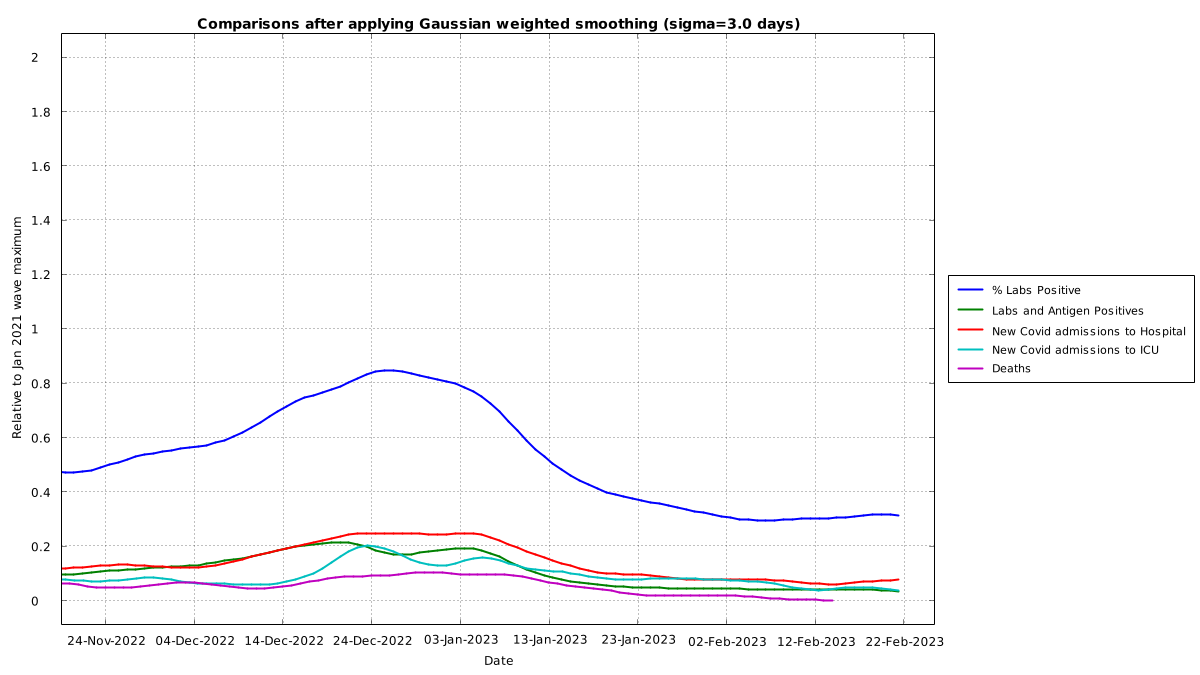 Comparisons after applying Gaussian weighted smoothing (sigma=3.0 days)
Relative to Jan 2021 wave maximum
2
1.8
1.6
1.4
1.2
1
0.8
0.6
0.4
0.2
0
24-Nov-2022 04-Dec-2022 14-Dec-2022 24-Dec-2022 03-Jan-2023 13-Jan-2023 23-Jan-2023 02-Feb-2023 12-Feb-2023 22-Feb-2023
Date
% Labs Positive
Labs and Antigen Positives
New Covid admissions to Hospital
New Covid admissions to ICU
Deaths